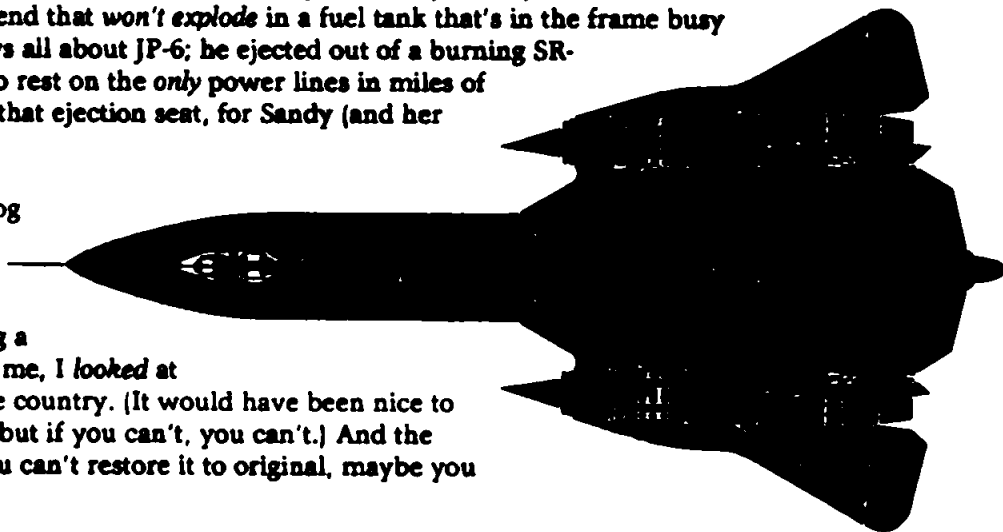 end that won't explode in a fuel tank that's in the frame busy
s all about JP-6; he ejected out of a burning SR-
o rest on the only power lines in miles of
that ejection seat, for Sandy (and her
og
g a
me, I looked at
e country. (It would have been nice to
but if you can't, you can't.) And the
u can't restore it to original, maybe you